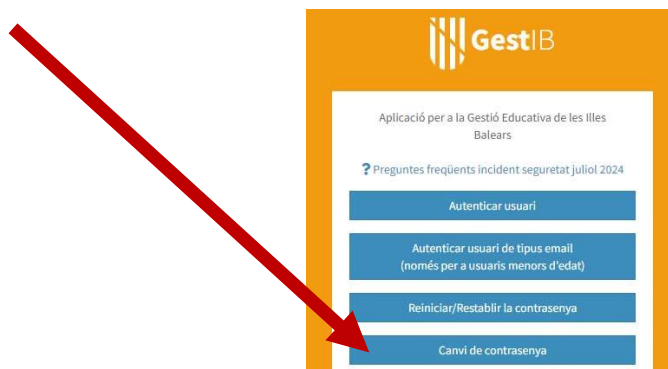 GestIB
Aplicació per a la Gestió Educativa de les Illes
Balears
? Preguntes freqüents incident seguretat juliol 2024
Autenticar usuari
Autenticar usuari de tipus email
(només per a usuaris menors d'edat)
Reiniciar/Restablir la contrasenya
Canvi de contrasenya